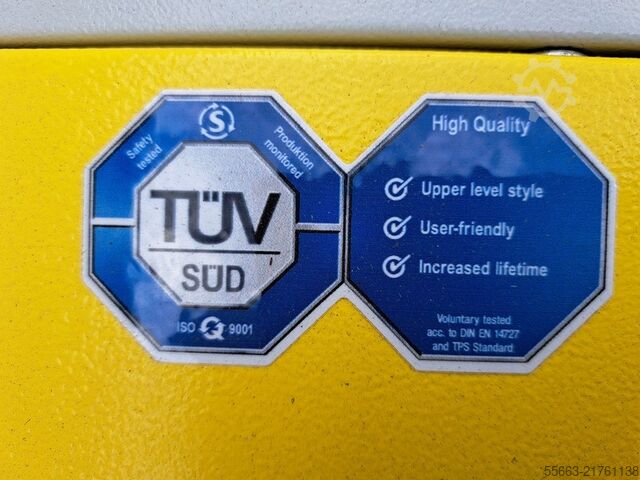 Safety
tested
S
Produktion
monitored
TÜV
SÜD
ISO 9001
High Quality
Upper level style
User-friendly
Increased lifetime
Voluntary tested
acc. to DIN EN 14727
and TPS Standard
55663-21761138